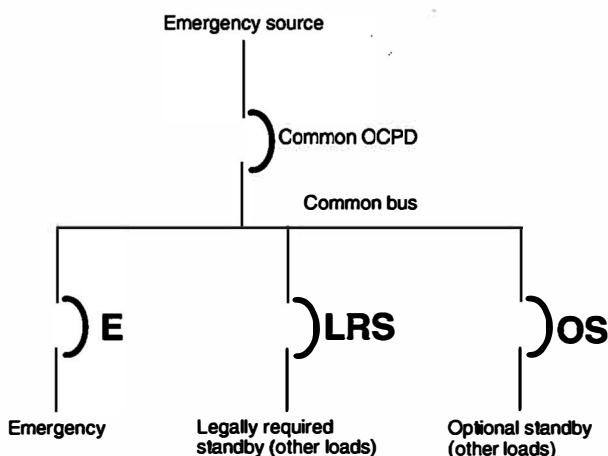 Emergency source
Common OCPD
Common bus
E
LRS
OS
Emergency
Legally required
standby (other loads)
Optional standby
(other loads)